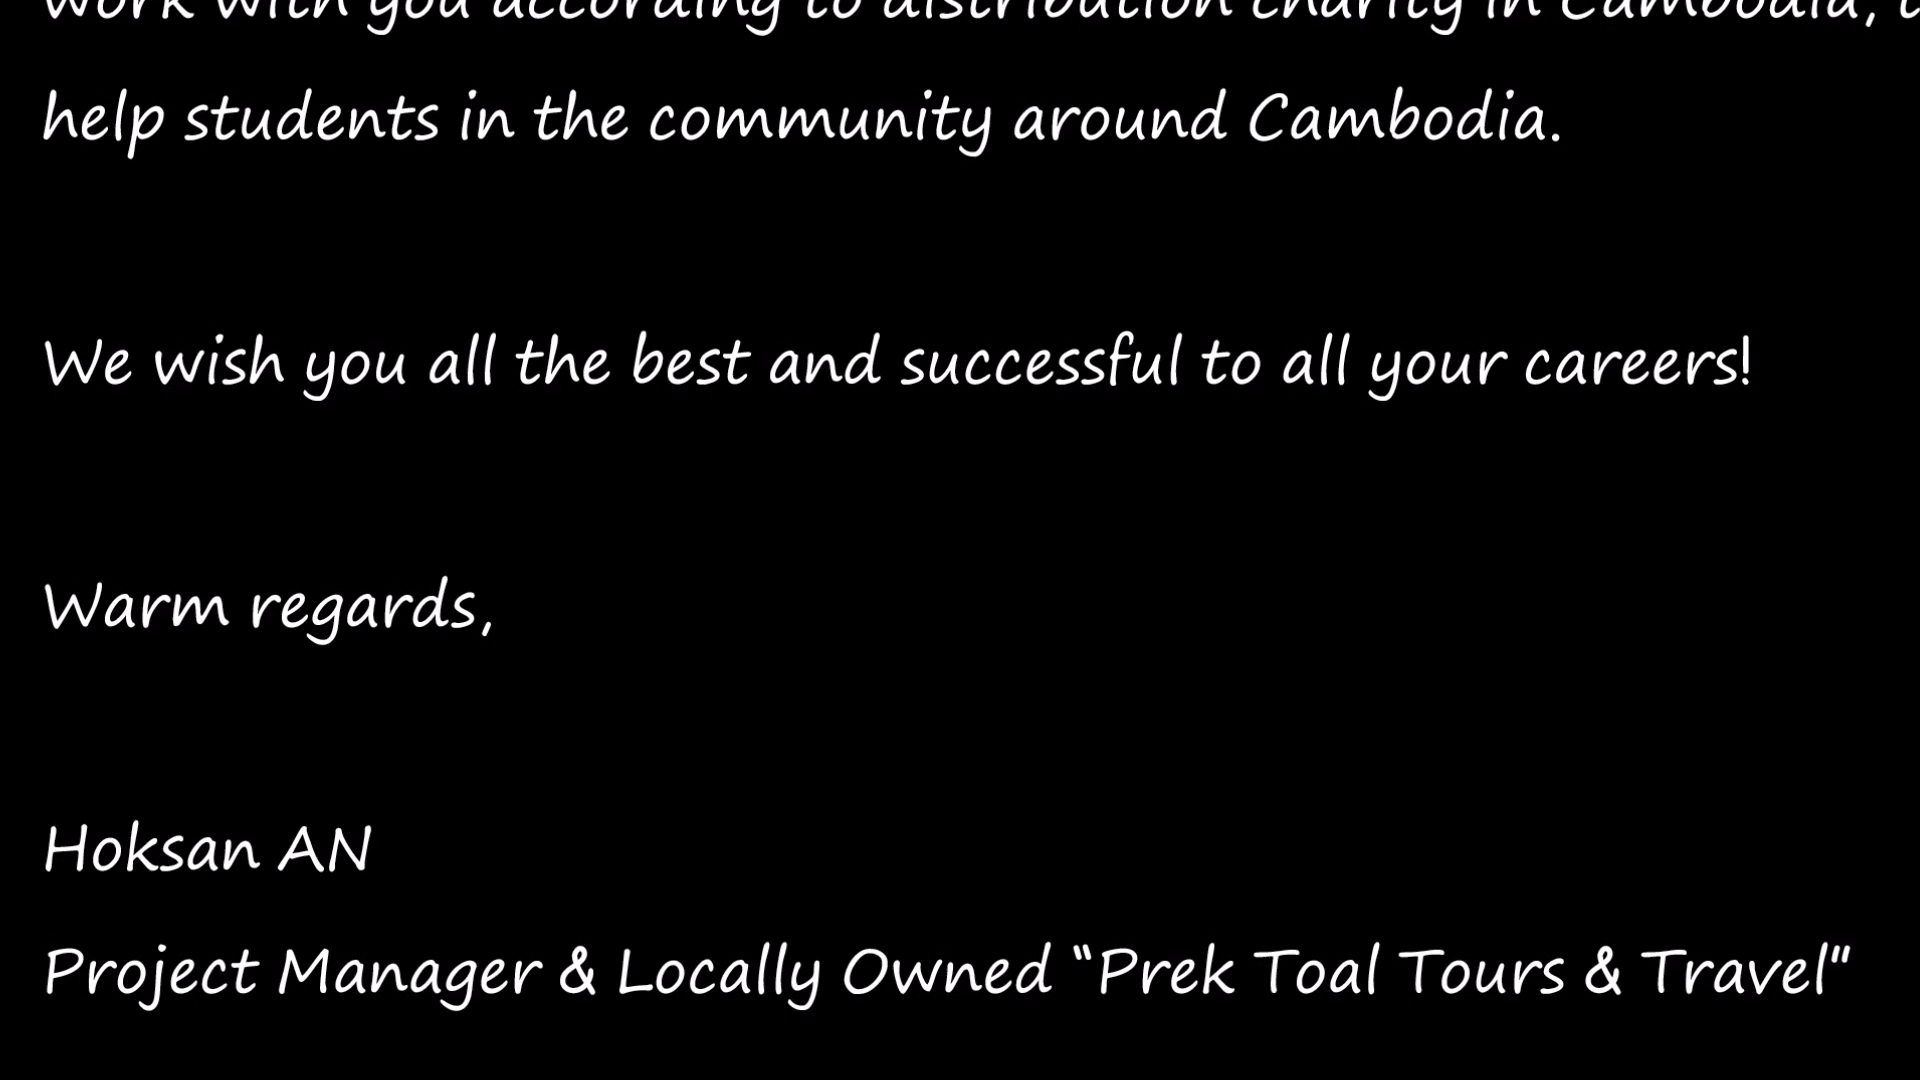 work with you according to distribution charity in Cambodia,
help students in the community around Cambodia.
We wish you all the best and successful to all your careers!
Warm regards,
Hoksan AN
Project Manager & Locally Owned “Prek Toal Tours & Travel”